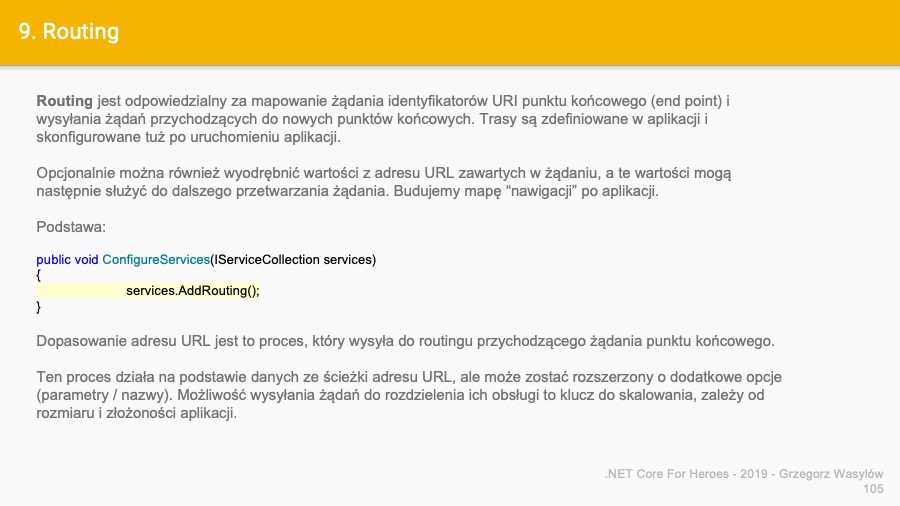 9. Routing
Routing jest odpowiedzialny za mapowanie żądania identyfikatorów URI punktu końcowego (end point) i
wysyłania żądań przychodzących do nowych punktów końcowych. Trasy są zdefiniowane w aplikacji i
skonfigurowane tuż po uruchomieniu aplikacji.
Opcjonalnie można również wyodrębnić wartości z adresu URL zawartych w żądaniu, a te wartości mogą
następnie służyć do dalszego przetwarzania żądania. Budujemy mapę “nawigacji” po aplikacji.
Podstawa:
public void ConfigureServices(IServiceCollection services)
{
services.AddRouting();
}
Dopasowanie adresu URL jest to proces, który wysyła do routingu przychodzącego żądania punktu końcowego.
Ten proces działa na podstawie danych ze ścieżki adresu URL, ale może zostać rozszerzony o dodatkowe opcje
(parametry / nazwy). Możliwość wysyłania żądań do rozdzielenia ich obsługi to klucz do skalowania, zależy od
rozmiaru i złożoności aplikacji.
.NET Core For Heroes - 2019 - Grzegorz Wasylów
105